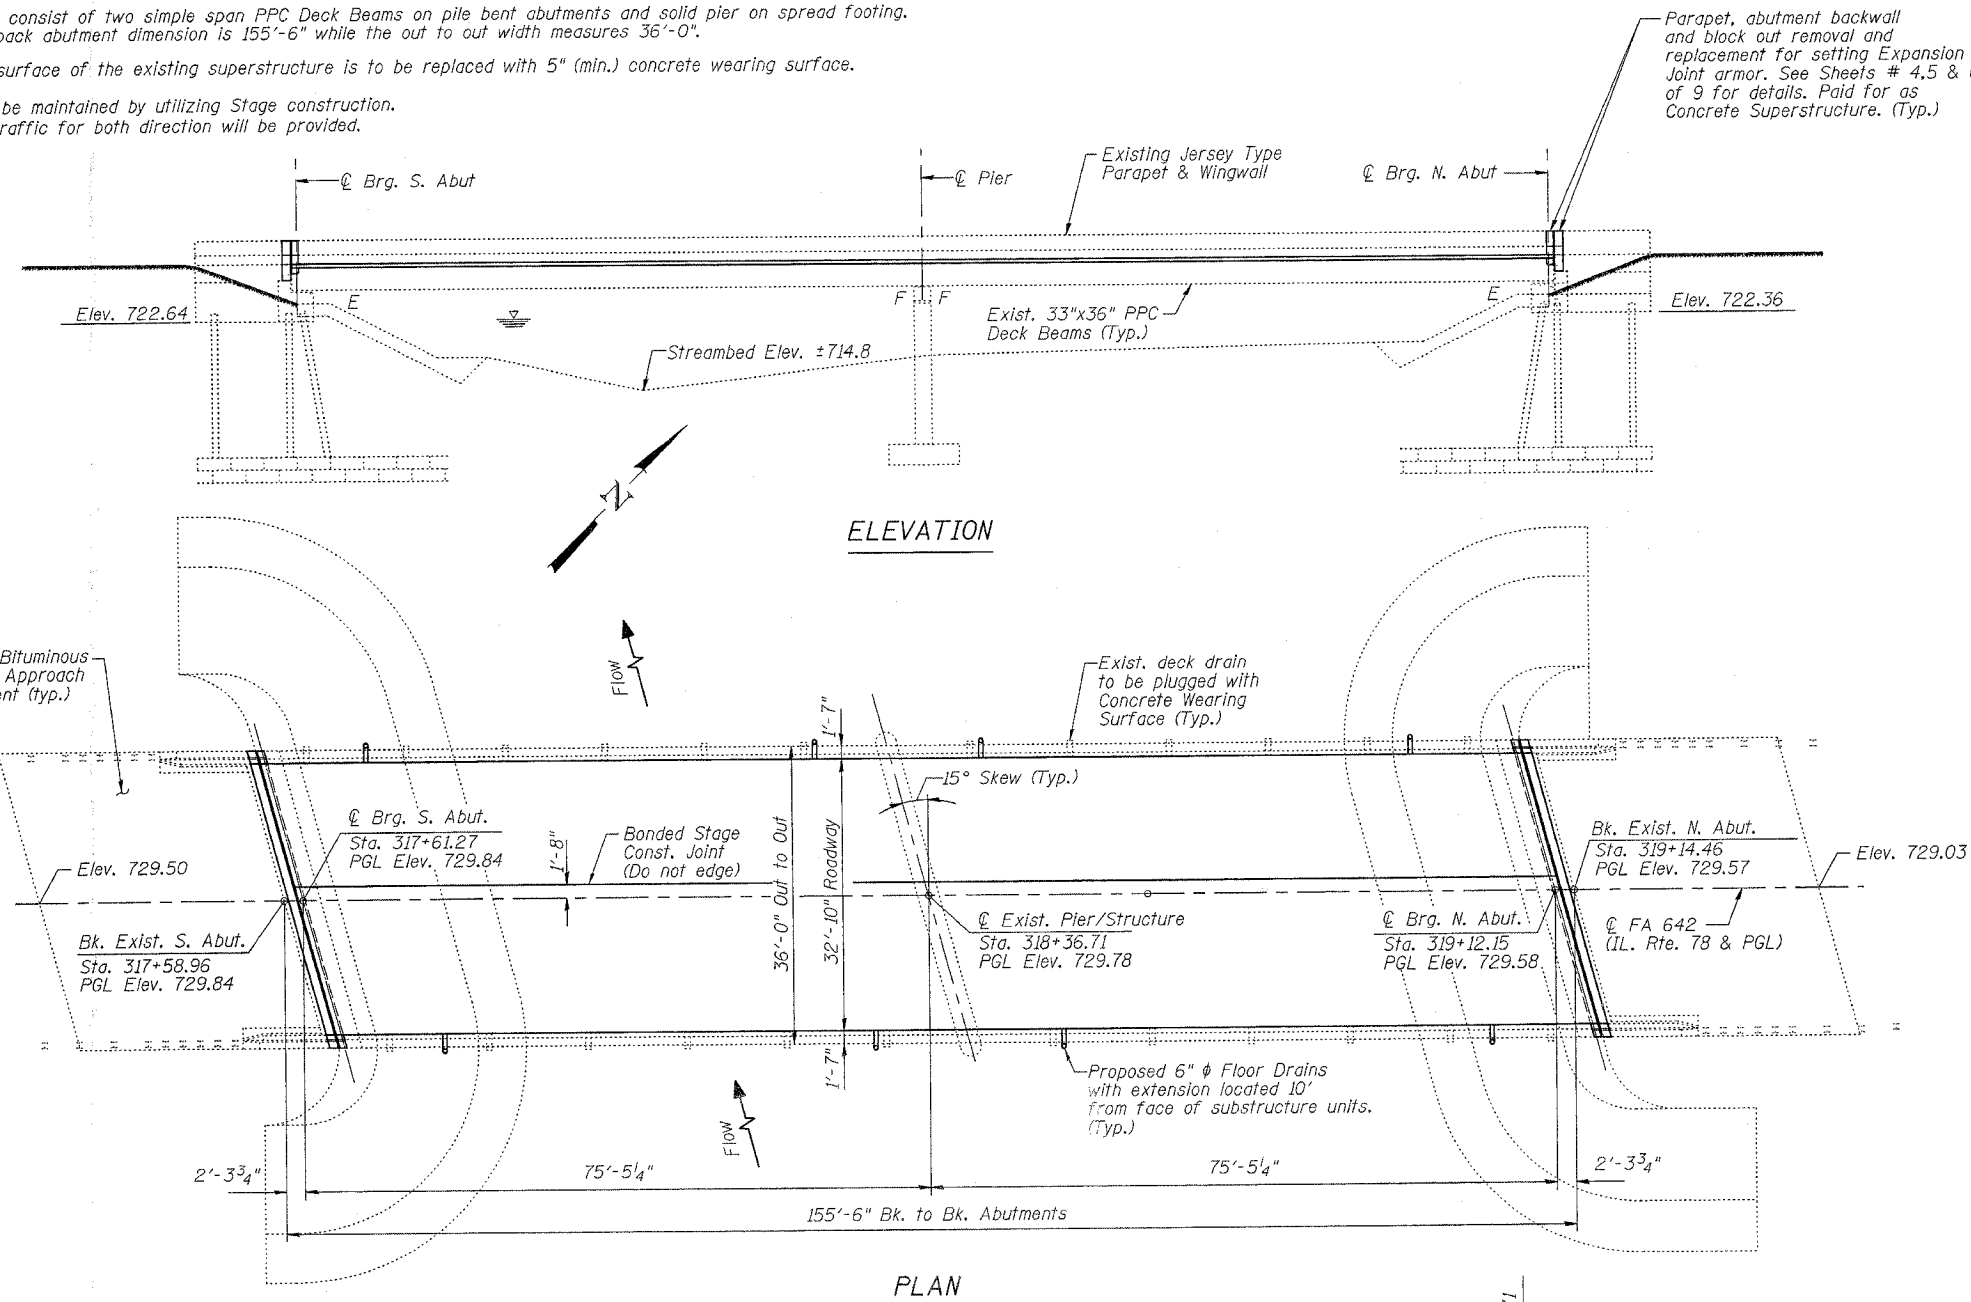 consist of two simple span PPC Deck Beams on pile bent abutments and solid pier on spread footing.
back abutment dimension is 155'-6" while the out to out width measures 36'-0".
surface of the existing superstructure is to be replaced with 5" (min.) concrete wearing surface.
be maintained by utilizing Stage construction.
raffic for both direction will be provided.
Parapet, abutment backwall
and block out removal and
replacement for setting Expansion
Joint armor. See Sheets # 4,5 &
of 9 for details. Paid for as
Concrete Superstructure. (Typ.)
℄ Brg. S. Abut
℄ Pier
Existing Jersey Type
Parapet & Wingwall
℄ Brg. N. Abut
Elev. 722.64
E
F F
E
Exist. 33"x36" PPC
Deck Beams (Typ.)
Elev. 722.36
Streambed Elev. ±714.8
N
ELEVATION
Bituminous
Approach
nt (typ.)
Flow
Exist. deck drain
to be plugged with
Concrete Wearing
Surface (Typ.)
1'-7"
15° Skew (Typ.)
℄ Brg. S. Abut.
Sta. 317+61.27
PGL Elev. 729.84
1'-8"
Bonded Stage
Const. Joint
(Do not edge)
36'-0" Out to Out
32'-10" Roadway
Bk. Exist. N. Abut.
Sta. 319+14.46
PGL Elev. 729.57
Elev. 729.50
Elev. 729.03
Bk. Exist. S. Abut.
Sta. 317+58.96
PGL Elev. 729.84
℄ Exist. Pier/Structure
Sta. 318+36.71
PGL Elev. 729.78
℄ Brg. N. Abut.
Sta. 319+12.15
PGL Elev. 729.58
℄ FA 642
(IL. Rte. 78 & PGL)
1'-7"
Flow
Proposed 6" ϕ Floor Drains
with extension located 10'
from face of substructure units.
(Typ.)
2'-3¾"
75'-5¼"
75'-5¼"
2'-3¾"
155'-6" Bk. to Bk. Abutments
PLAN